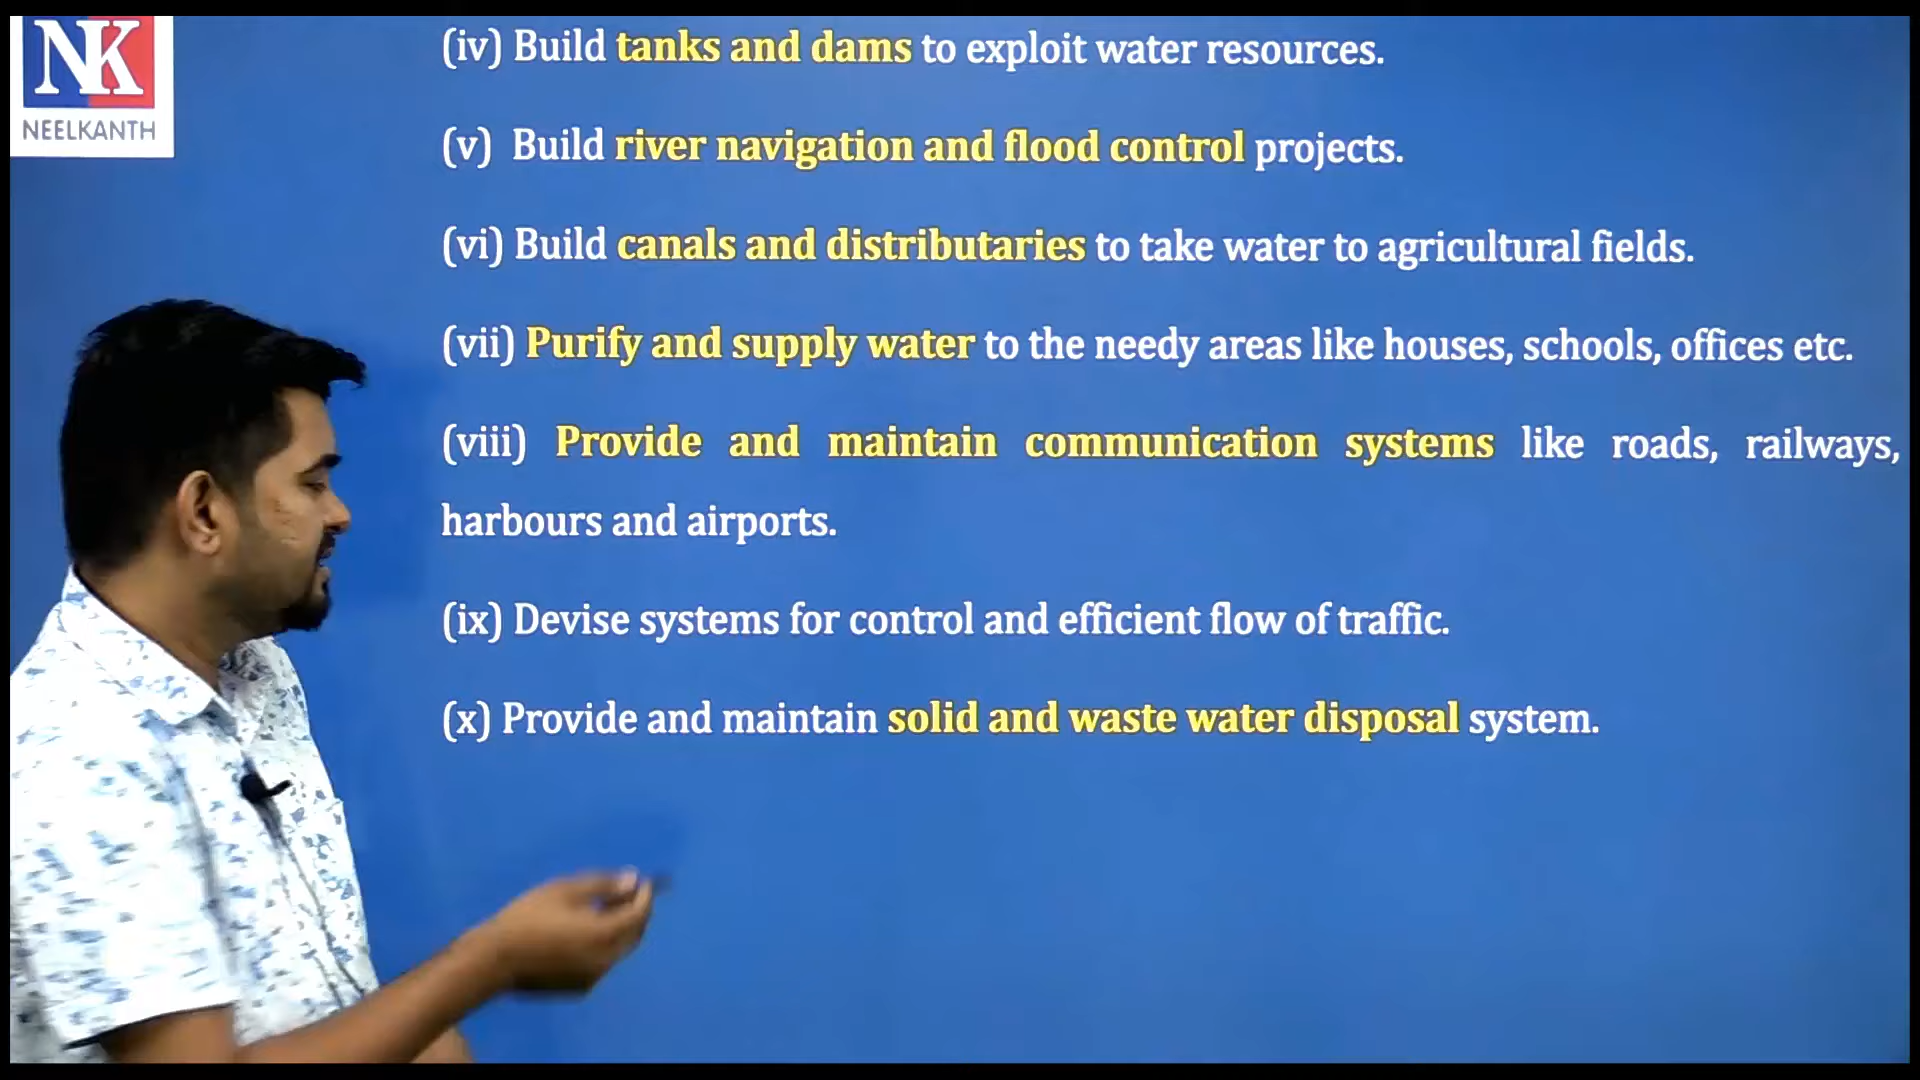 NK
NEELKANTH
(iv) Build tanks and dams to exploit water resources.
(v) Build river navigation and flood control projects.
(vi) Build canals and distributaries to take water to agricultural fields.
(vii) Purify and supply water to the needy areas like houses, schools, offices etc.
(viii) Provide and maintain communication systems like roads, railways,
harbours and airports.
(ix) Devise systems for control and efficient flow of traffic.
(x) Provide and maintain solid and waste water disposal system.